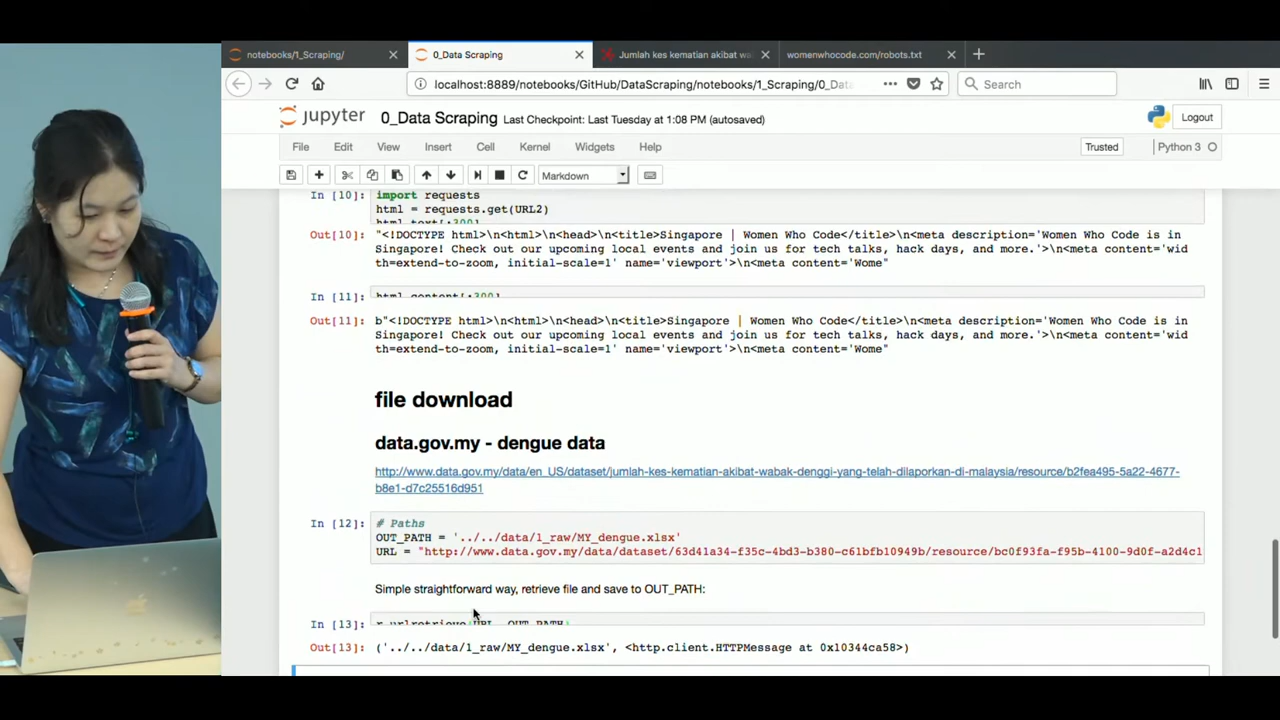 notebooks/1_Scraping/
0_Data Scraping
Jumlah kes kematian akibat wa
womenwhocode.com/robots.txt
localhost:8889/notebooks/GitHub/DataScraping/notebooks/1_Scraping/0_Data
Search
jupyter 0_Data Scraping Last Checkpoint: Last Tuesday at 1:08 PM (autosaved)
Logout
File Edit View Insert Cell Kernel Widgets Help
Trusted
Python 3
Markdown
In [10]: import requests
html = requests.get(URL2)
html.text[:300]
Out[10]: "<!DOCTYPE html>\n<html>\n<head>\n<title>Singapore | Women Who Code</title>\n<meta description='Women Who Code is in
Singapore! Check out our upcoming local events and join us for tech talks, hack days, and more.'>\n<meta content='wid
th=extend-to-zoom, initial-scale=1' name='viewport'>\n<meta content='Wome"
In [11]: html.content[:300]
Out[11]: b"<!DOCTYPE html>\n<html>\n<head>\n<title>Singapore | Women Who Code</title>\n<meta description='Women Who Code is in
Singapore! Check out our upcoming local events and join us for tech talks, hack days, and more.'>\n<meta content='wid
th=extend-to-zoom, initial-scale=1' name='viewport'>\n<meta content='Wome"
file download
data.gov.my - dengue data
http://www.data.gov.my/data/en_US/dataset/jumlah-kes-kematian-akibat-wabak-denggi-yang-telah-dilaporkan-di-malaysia/resource/b2fea495-5a22-4677-
b8e1-d7c25516d951
In [12]: # Paths
OUT_PATH = '../../data/1_raw/MY_dengue.xlsx'
URL = "http://www.data.gov.my/data/dataset/63d41a34-f35c-4bd3-b380-c61bfb10949b/resource/bc0f93fa-f95b-4100-9d0f-a2d4c1
Simple straightforward way, retrieve file and save to OUT_PATH:
In [13]: r.urlretrieve(URL, OUT_PATH)
Out[13]: ('../../data/1_raw/MY_dengue.xlsx', <http.client.HTTPMessage at 0x10344ca58>)